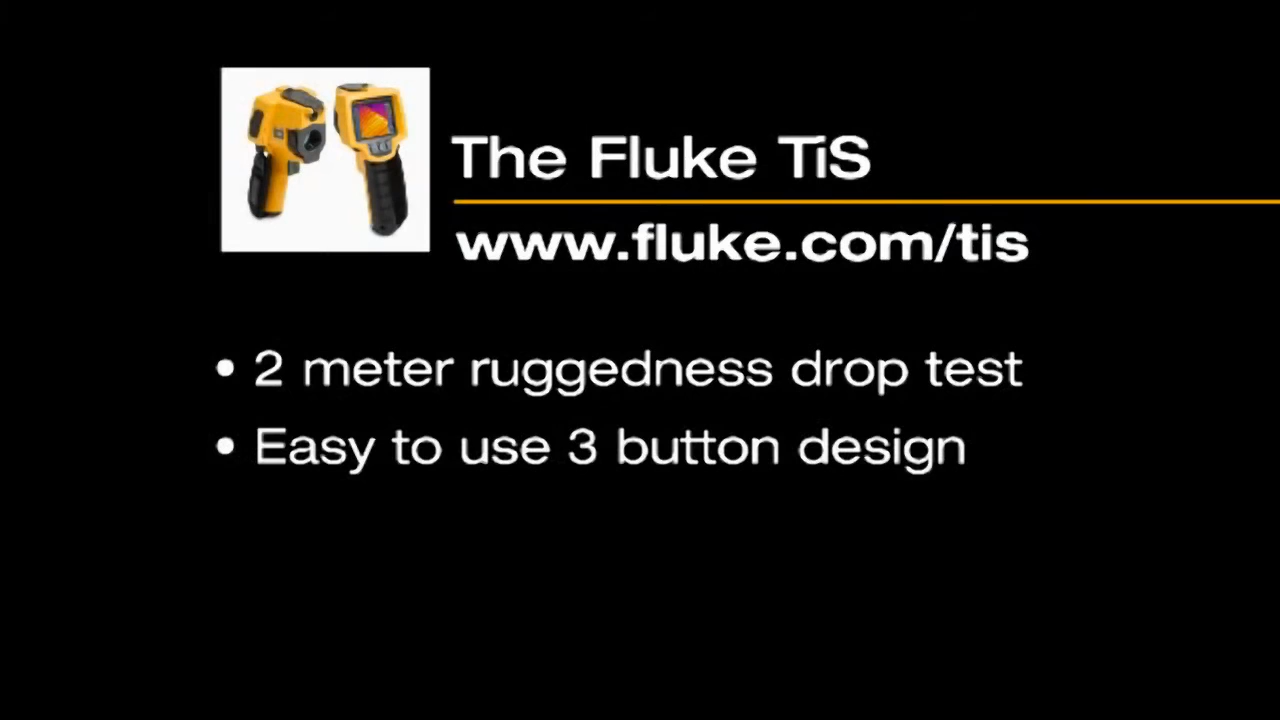 The Fluke TiS
www.fluke.com/tis
• 2 meter ruggedness drop test
• Easy to use 3 button design